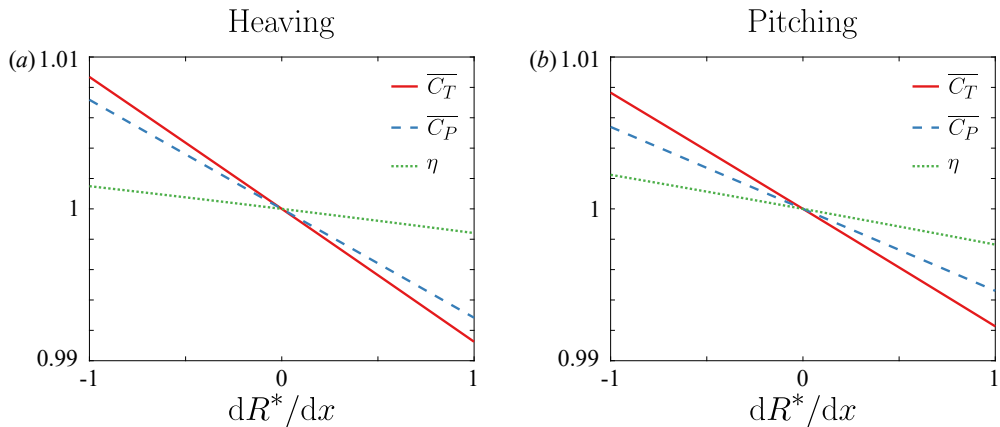 Heaving
Pitching
(a) 1.01
1
0.99
-1 0 1
dR*/dx
C_T
C_P
η
(b) 1.01
1
0.99
-1 0 1
dR*/dx
C_T
C_P
η